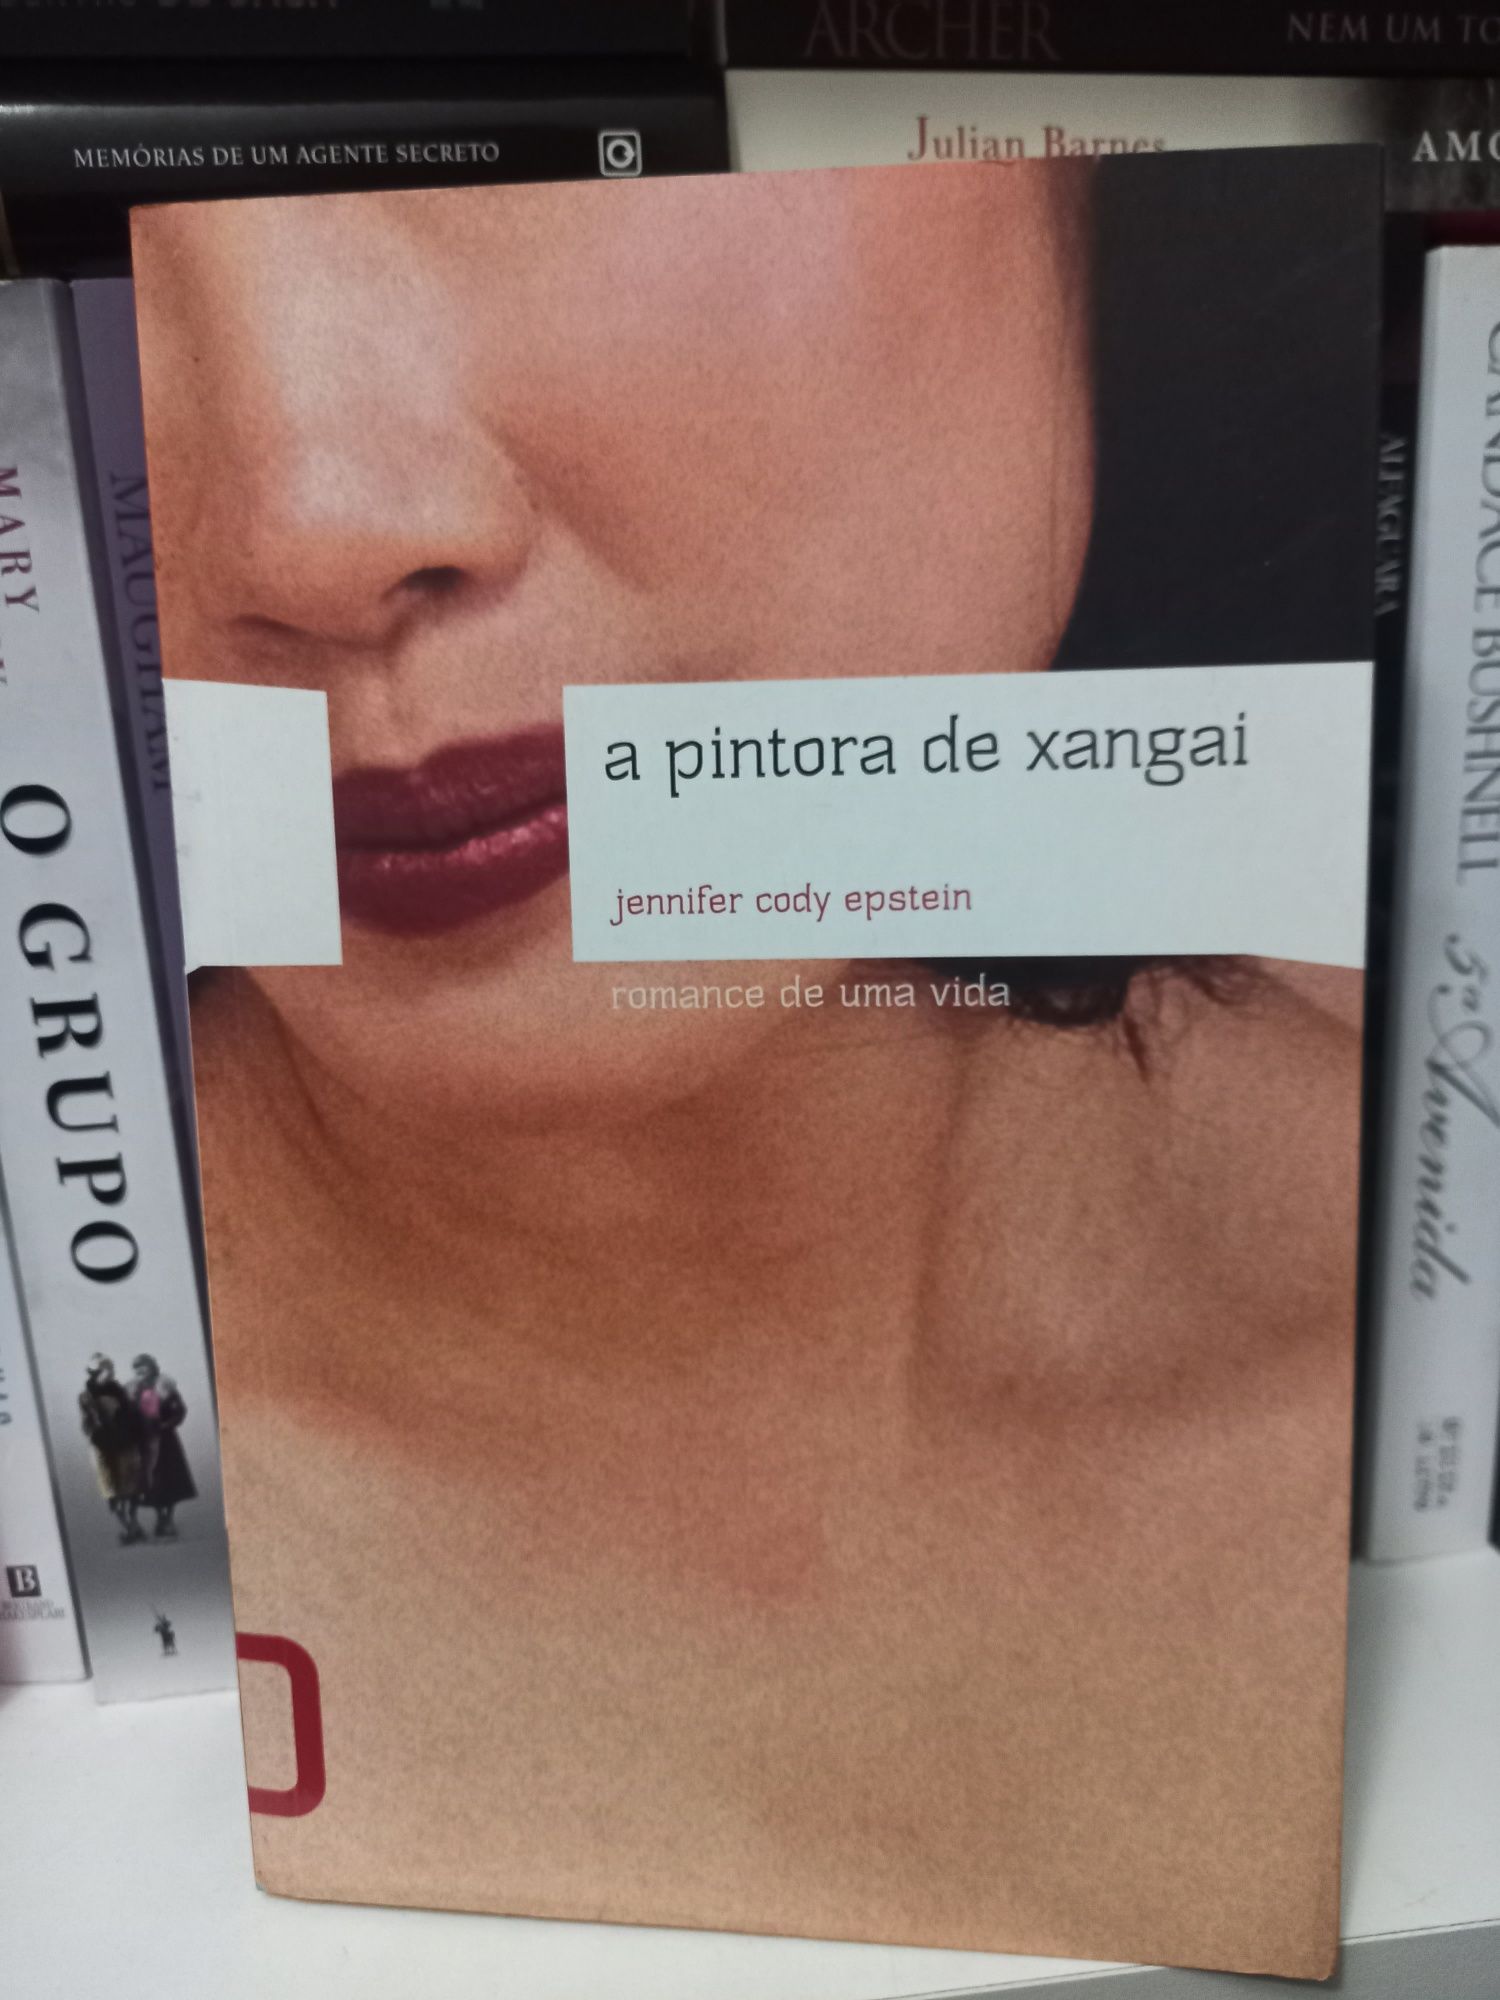 ARCHER
NEM UM TO
MEMÓRIAS DE UM AGENTE SECRETO
Julian Barnes
AMO
MARY
O GRUPO
MAUGHAM
a pintora de xangai
jennifer cody epstein
romance de uma vida
ALFAGUARA
CANDACE BUSHNELL
5ª Avenida
B